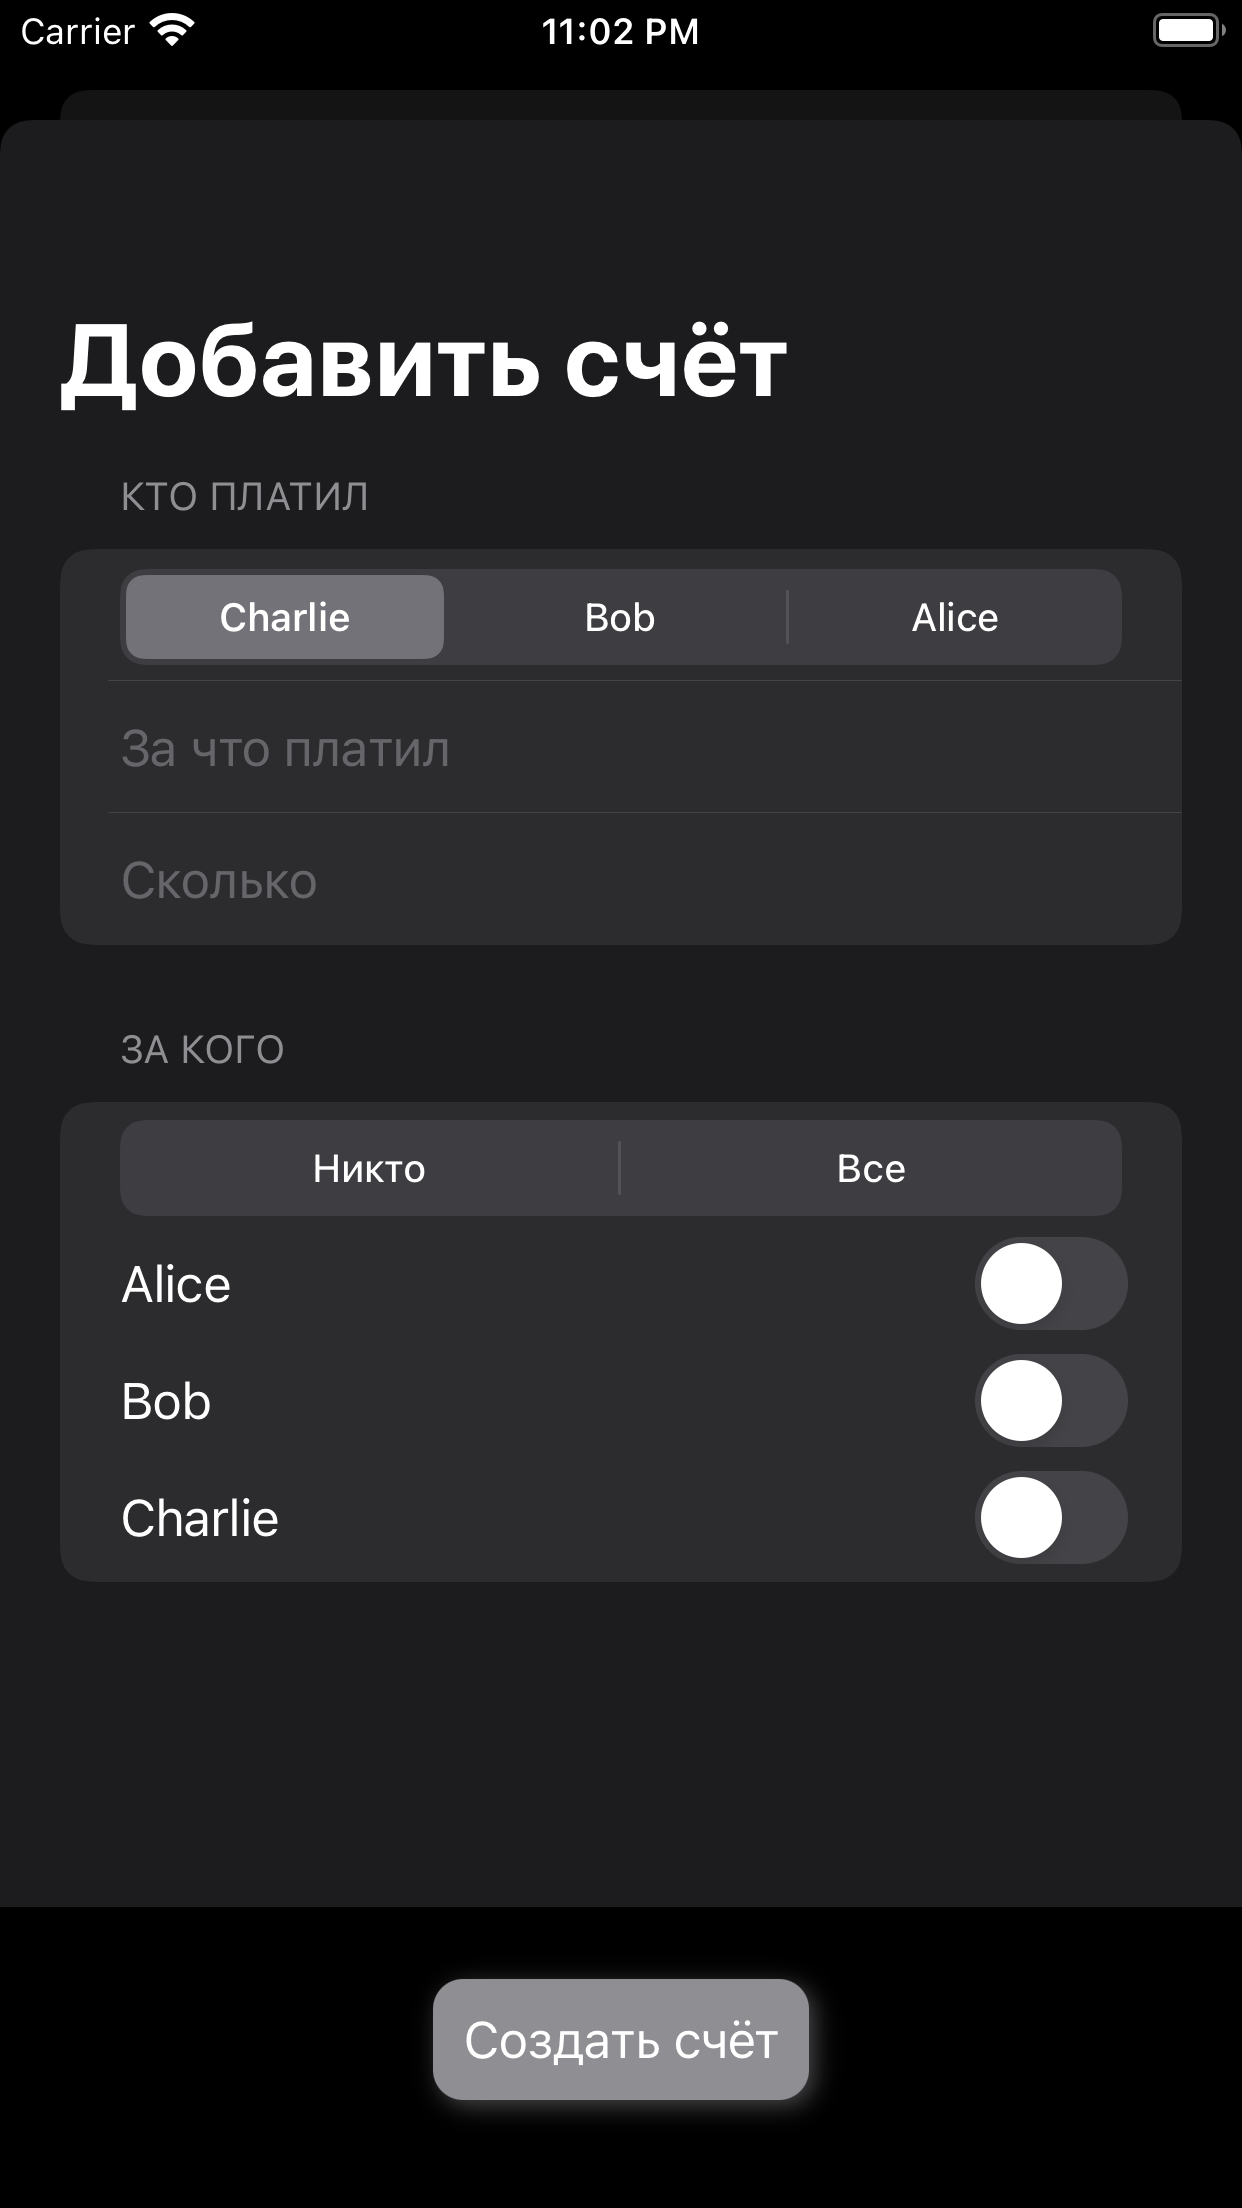 Carrier 11:02 PM
Добавить счёт
КТО ПЛАТИЛ
Charlie Bob Alice
За что платил
Сколько
ЗА КОГО
Никто Все
Alice
Bob
Charlie
Создать счёт